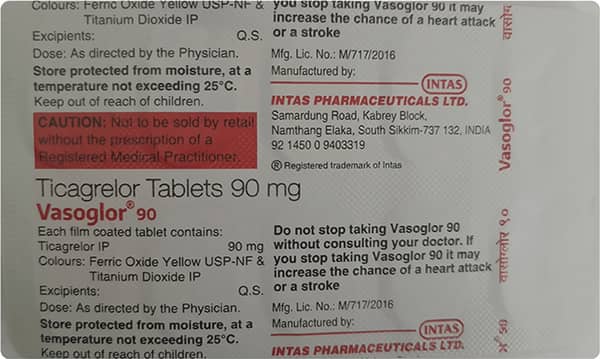 Colours: Ferric Oxide Yellow USP-NF &
Titanium Dioxide IP
Excipients: Q.S.
Dose: As directed by the Physician.
Store protected from moisture, at a
temperature not exceeding 25°C.
Keep out of reach of children.
CAUTION: Not to be sold by retail
without the prescription of a
Registered Medical Practitioner.
you stop taking Vasoglor 90 it may
increase the chance of a heart attack
or a stroke
Mfg. Lic. No.: M/717/2016
Manufactured by:
INTAS
INTAS PHARMACEUTICALS LTD.
Samardung Road, Kabrey Block,
Namthang Elaka, South Sikkim-737 132, INDIA
92 1450 0 9403319
® Registered trademark of Intas
Ticagrelor Tablets 90 mg
Vasoglor® 90
Each film coated tablet contains:
Ticagrelor IP 90 mg
Colours: Ferric Oxide Yellow USP-NF &
Titanium Dioxide IP
Excipients: Q.S.
Dose: As directed by the Physician.
Store protected from moisture, at a
temperature not exceeding 25°C.
Keep out of reach of children.
Do not stop taking Vasoglor 90
without consulting your doctor. If
you stop taking Vasoglor 90 it may
increase the chance of a heart attack
or a stroke
Mfg. Lic. No.: M/717/2016
Manufactured by:
INTAS
INTAS PHARMACEUTICALS LTD.
Vasoglor® 90
वासोग्लोर ९०